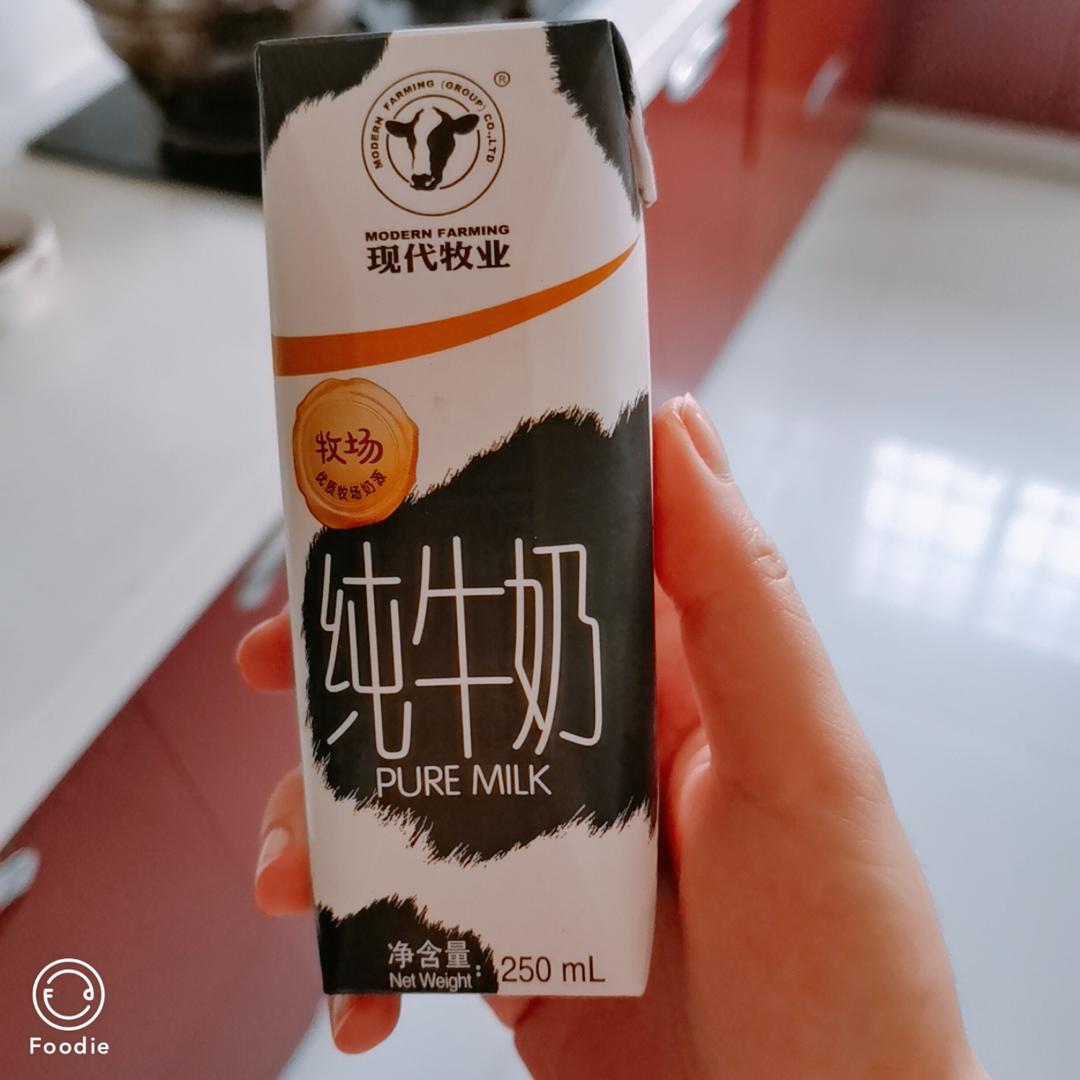 MODERN FARMING (GROUP) CO.,LTD
®
MODERN FARMING
现代牧业
牧场
优质牧场奶源
纯牛奶
PURE MILK
净含量:
Net Weight
250 mL
Foodie